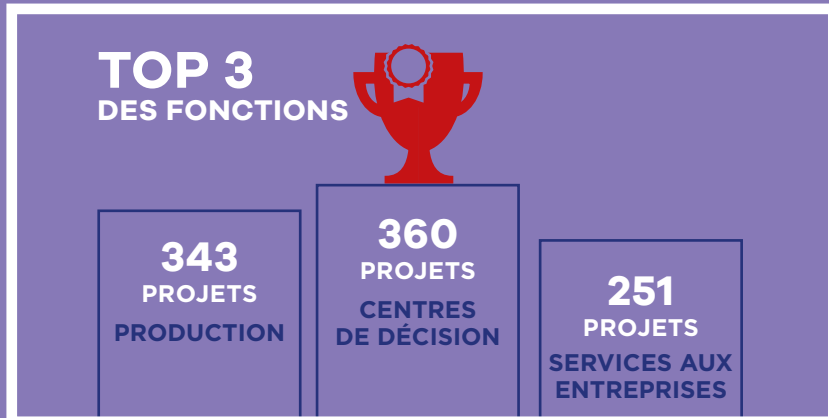 TOP 3
DES FONCTIONS
343
PROJETS
PRODUCTION
360
PROJETS
CENTRES
DE DÉCISION
251
PROJETS
SERVICES AUX
ENTREPRISES